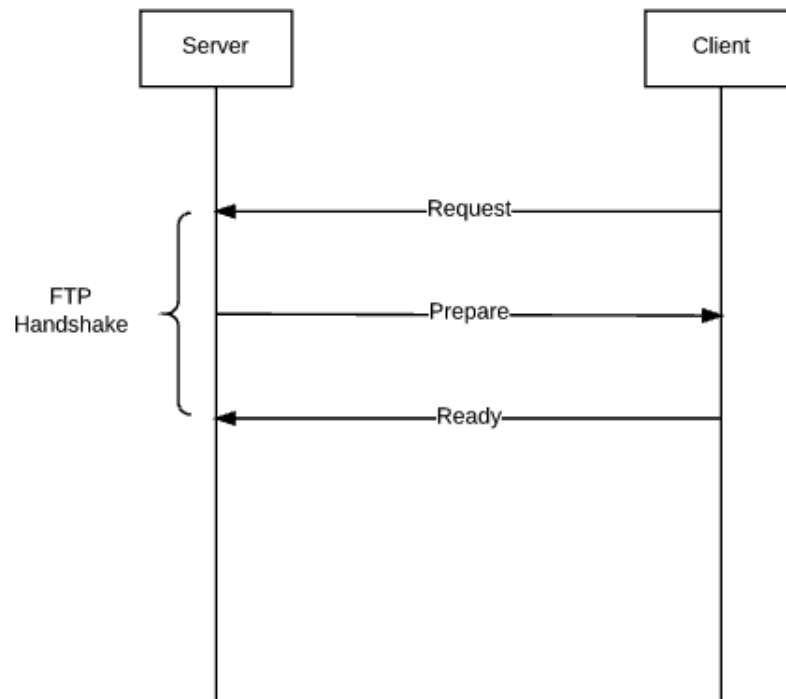 Server
Client
Request
FTP
Handshake
Prepare
Ready